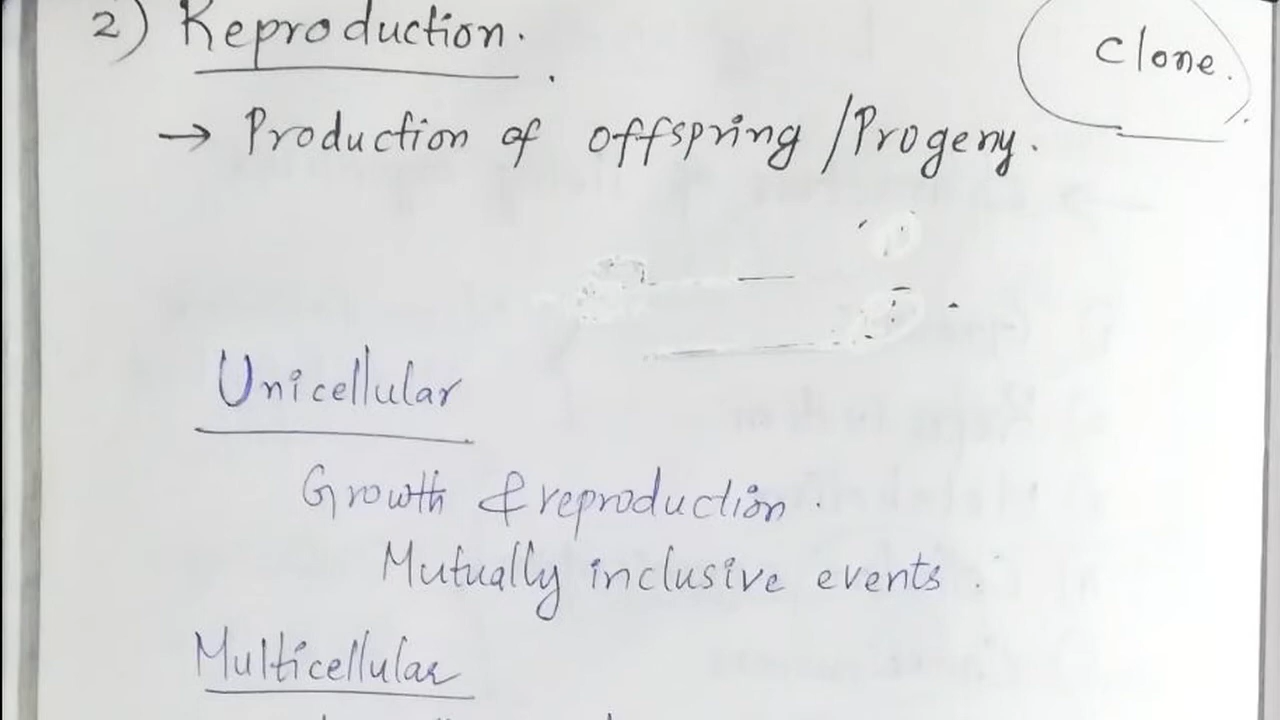 2) Reproduction.
Clone.
→ Production of offspring / Progeny.
Unicellular
Growth & reproduction.
Mutually inclusive events.
Multicellular